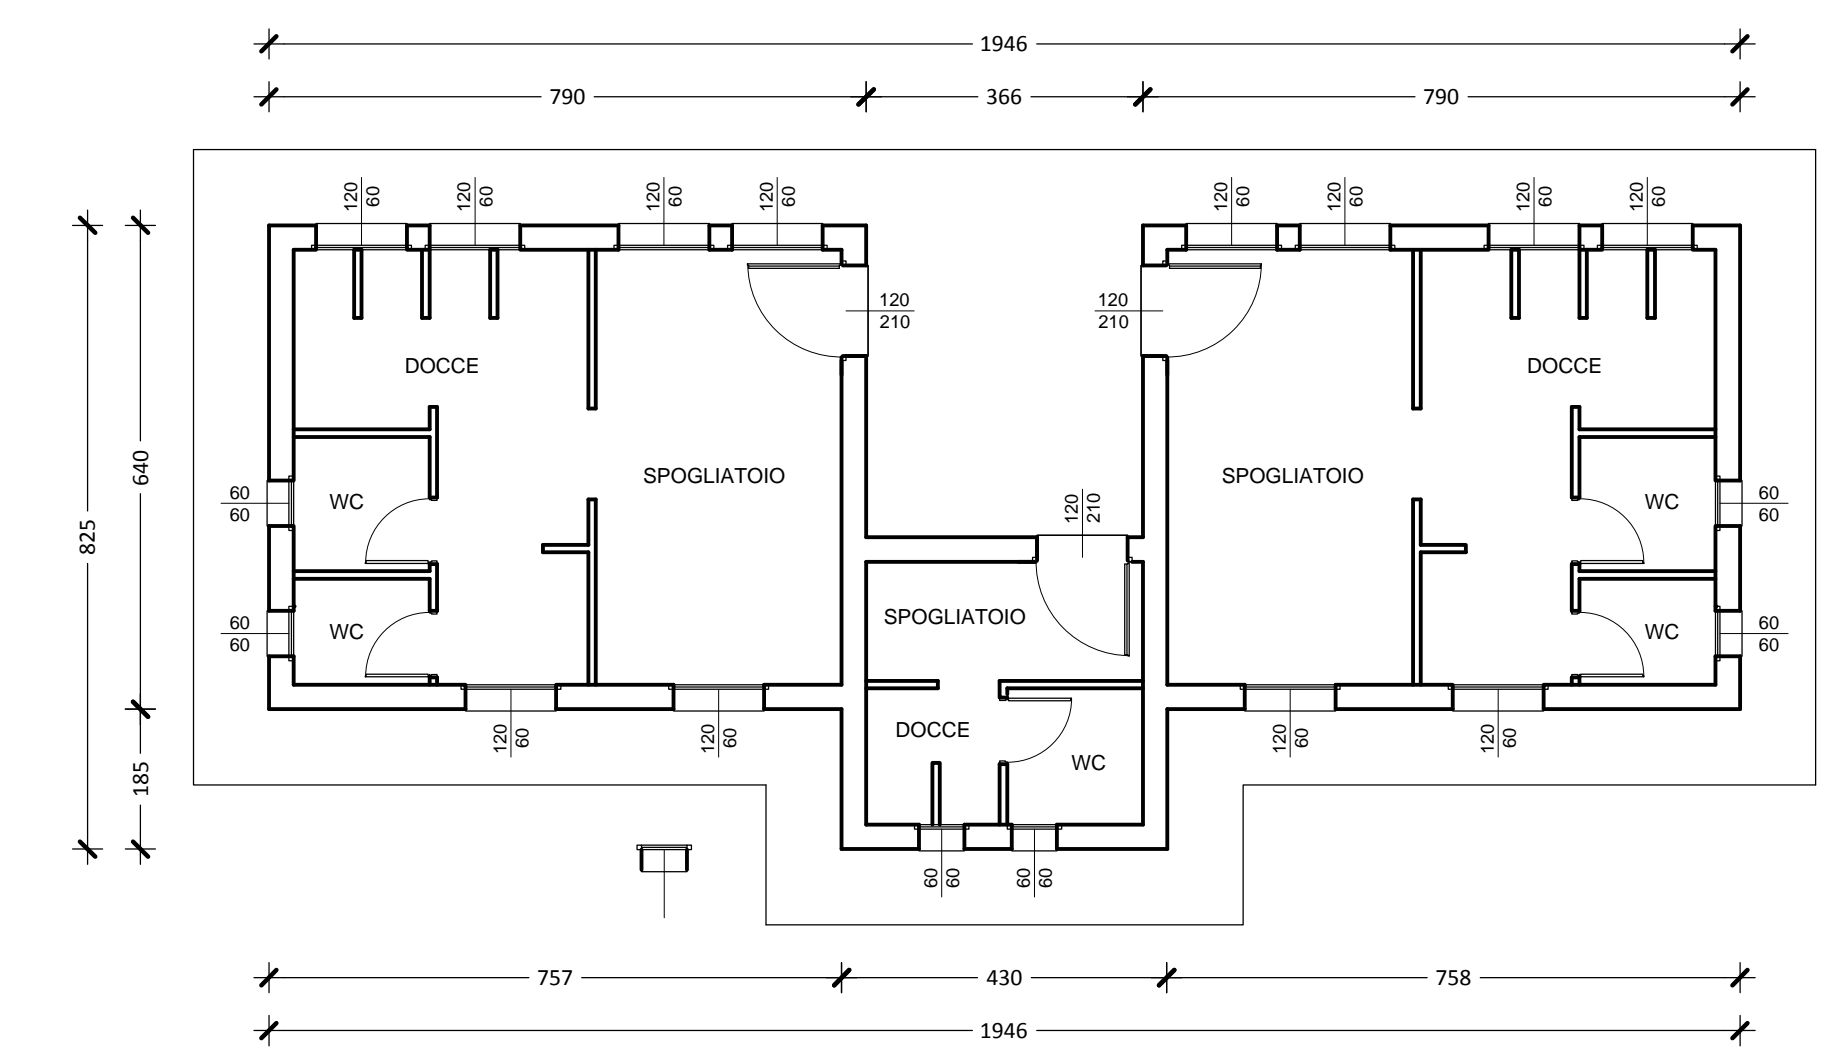 1946
790 366 790
120 60 120 60 120 60 120 60 120 60 120 60 120 60 120 60
120 120
210 210
DOCCE DOCCE
640
SPOGLIATOIO SPOGLIATOIO
60 WC 120 210 WC 60
60 60
825
SPOGLIATOIO
60 WC WC 60
60 60
DOCCE
120 60 120 60 120 60 120 60
WC
185
60 60 60 60
757 430 758
1946